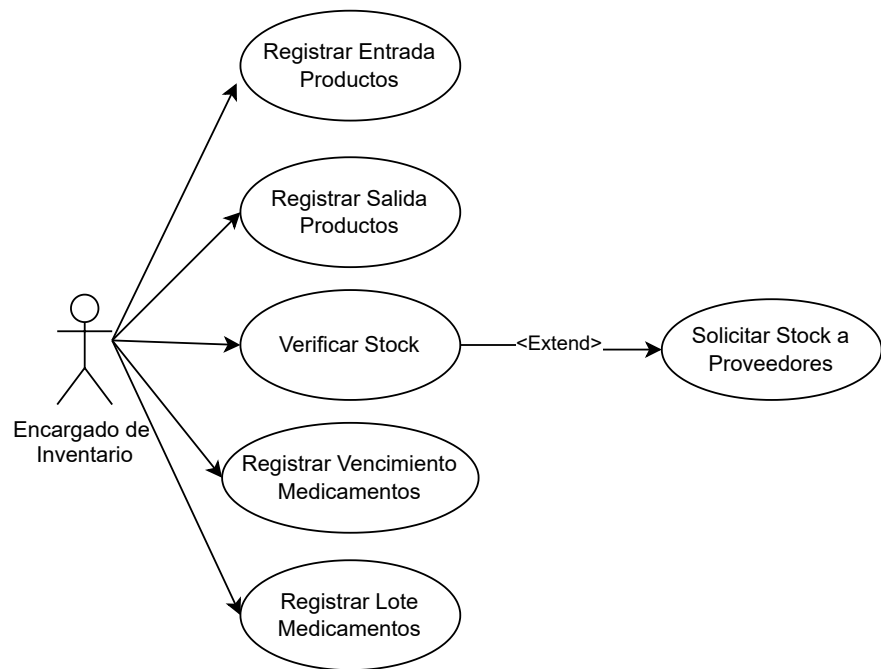 Registrar Entrada
Productos
Registrar Salida
Productos
Verificar Stock
<Extend>
Solicitar Stock a
Proveedores
Encargado de
Inventario
Registrar Vencimiento
Medicamentos
Registrar Lote
Medicamentos